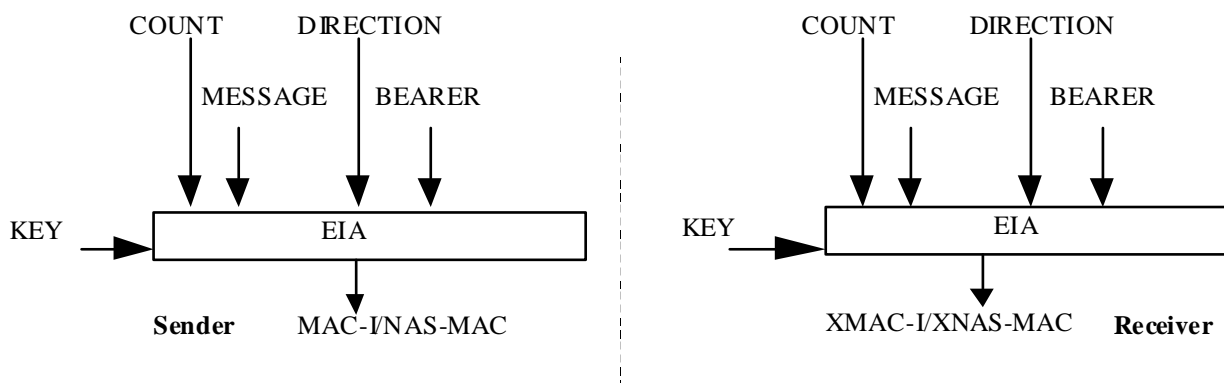 COUNT DIRECTION
MESSAGE BEARER
KEY
EIA
Sender MAC-I/NAS-MAC
COUNT DIRECTION
MESSAGE BEARER
KEY
EIA
XMAC-I/XNAS-MAC Receiver